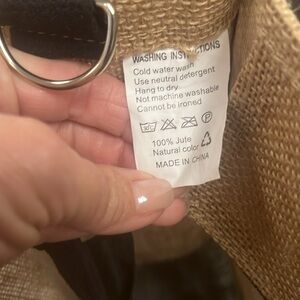 WASHING INSTRUCTIONS
Cold water wash
Use neutral detergent
Hang to dry
Not machine washable
Cannot be ironed
30°C P
100% Jute
Natural color
MADE IN CHINA